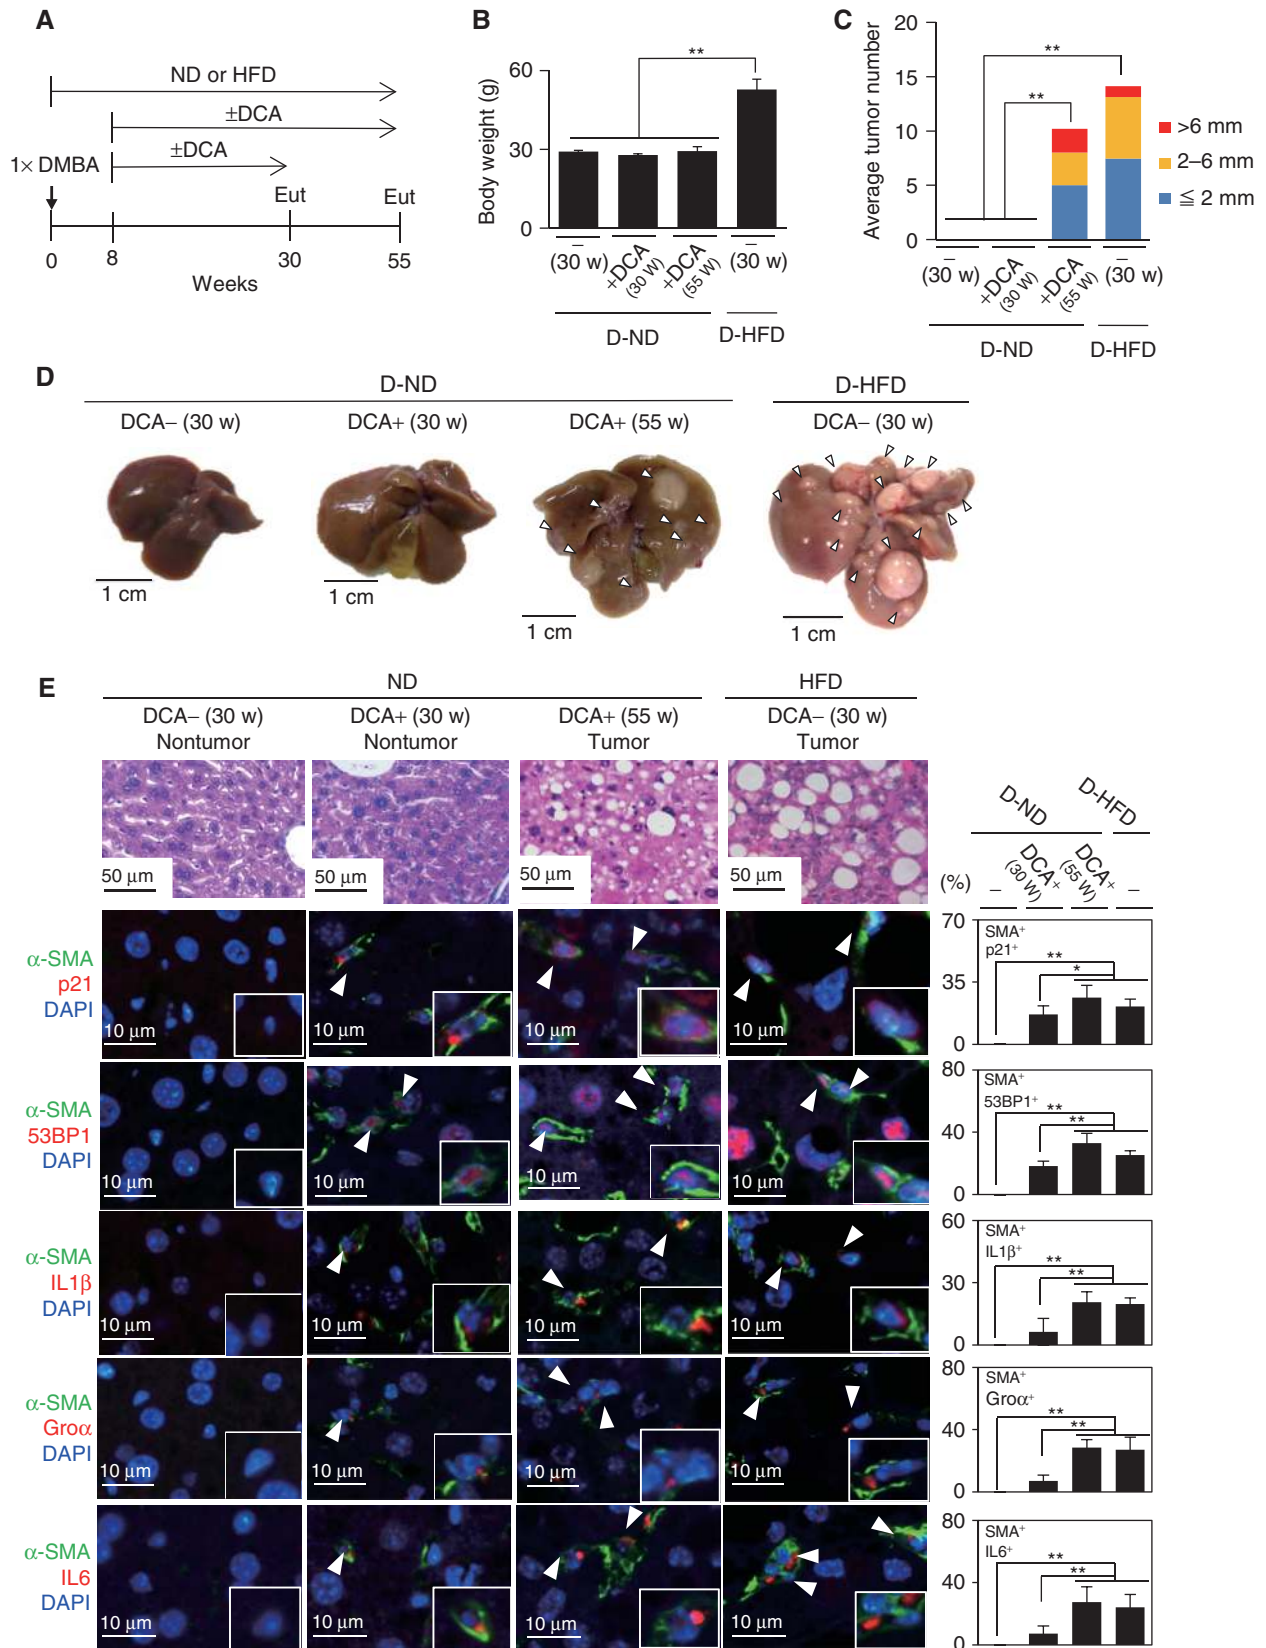 A
ND or HFD
±DCA
±DCA
1× DMBA
Eut
Eut
0
8
30
55
Weeks
B
Body weight (g)
60
30
0
**
–
(30 w)
+DCA
(30 W)
+DCA
(55 W)
–
(30 w)
D-ND
D-HFD
C
Average tumor number
20
15
10
5
0
**
**
>6 mm
2–6 mm
≦ 2 mm
–
(30 w)
+DCA
(30 W)
+DCA
(55 W)
–
(30 w)
D-ND
D-HFD
D
D-ND
D-HFD
DCA– (30 w)
DCA+ (30 w)
DCA+ (55 w)
DCA– (30 w)
1 cm
1 cm
1 cm
1 cm
E
ND
HFD
DCA– (30 w)
Nontumor
DCA+ (30 w)
Nontumor
DCA+ (55 w)
Tumor
DCA– (30 w)
Tumor
50 µm
50 µm
50 µm
50 µm
D-ND
D-HFD
(%)
–
DCA+
(30 W)
DCA+
(55 W)
–
α-SMA
p21
DAPI
10 µm
10 µm
10 µm
10 µm
70
35
0
SMA+
p21+
**
*
α-SMA
53BP1
DAPI
10 µm
10 µm
10 µm
10 µm
80
40
0
SMA+
53BP1+
**
**
α-SMA
IL1β
DAPI
10 µm
10 µm
10 µm
10 µm
60
30
0
SMA+
IL1β+
**
**
α-SMA
Groα
DAPI
10 µm
10 µm
10 µm
10 µm
80
40
0
SMA+
Groα+
**
**
α-SMA
IL6
DAPI
10 µm
10 µm
10 µm
10 µm
80
40
0
SMA+
IL6+
**
**